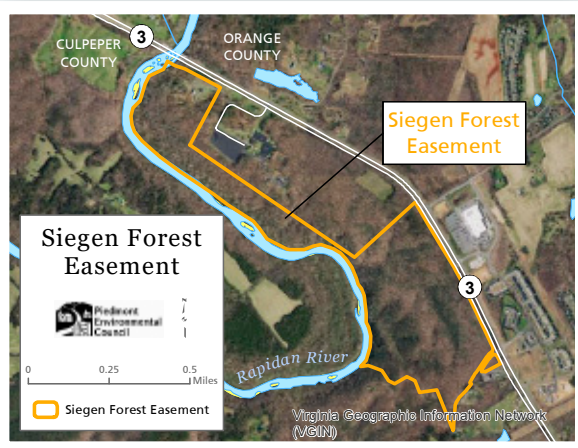 CULPEPER
COUNTY
3
ORANGE
COUNTY
Siegen Forest
Easement
Siegen Forest
Easement
Piedmont
Environmental
Council
3
0 0.25 0.5
Miles
Rapidan River
Siegen Forest Easement
Virginia Geographic Information Network
(VGIN)